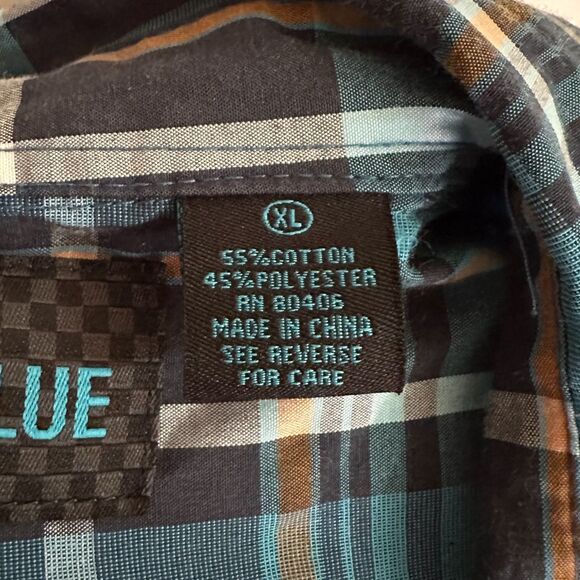 XL
55%COTTON
45%POLYESTER
RN 80406
MADE IN CHINA
SEE REVERSE
FOR CARE
LUE